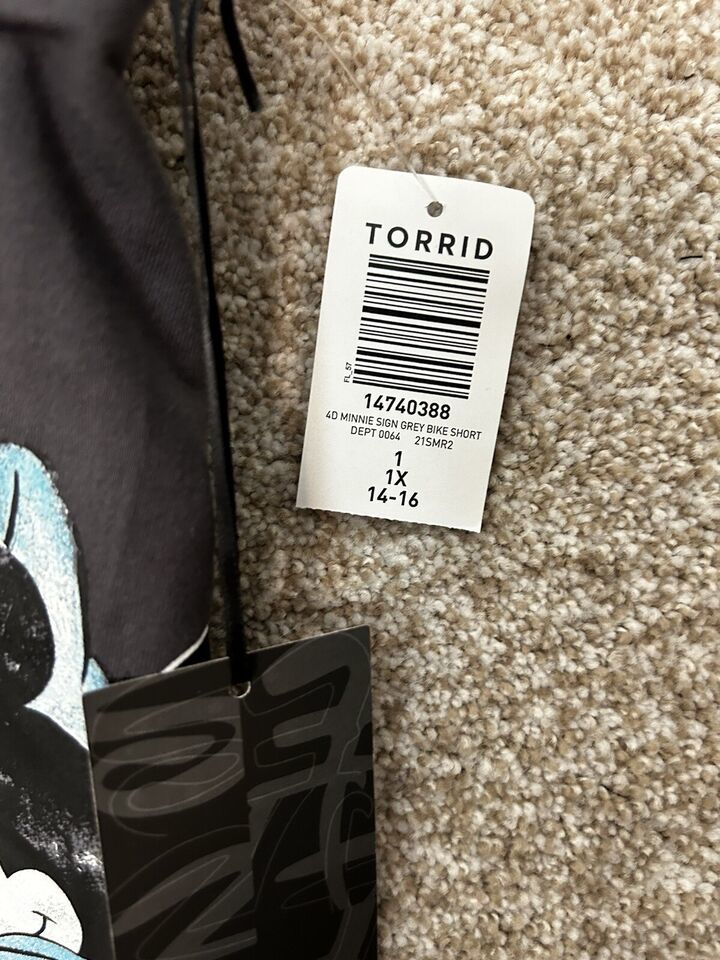 TORRID
FL_57
14740388
4D MINNIE SIGN GREY BIKE SHORT
DEPT 0064 21SMR2
1
1X
14-16